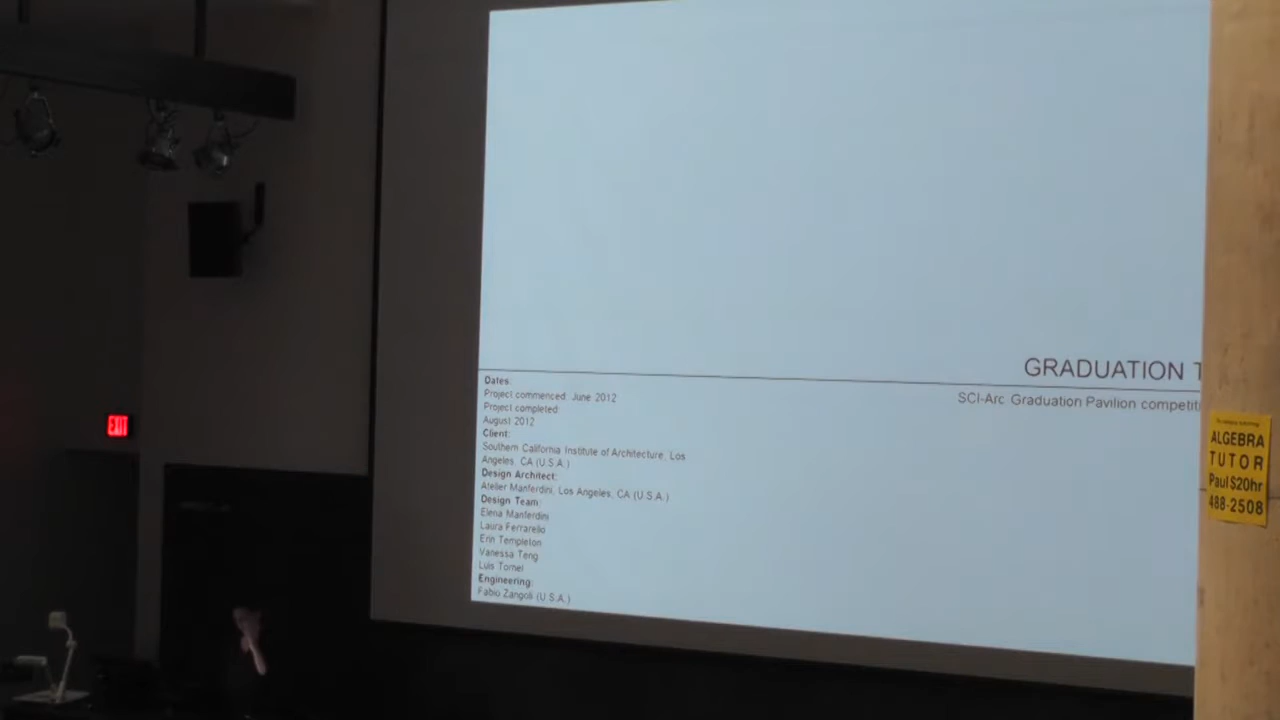 EXIT
GRADUATION T
SCI-Arc Graduation Pavilion competiti
Dates:
Project commenced: June 2012
Project completed:
August 2012
Client:
Southern California Institute of Architecture, Los
Angeles, CA (U.S.A.)
Design Architect:
Atelier Manferdini, Los Angeles, CA (U.S.A.)
Design Team:
Elena Manferdini
Laura Ferrarello
Erin Templeton
Vanessa Teng
Luis Tornel
Engineering:
Fabio Zangoli (U.S.A.)
ALGEBRA
TUTOR
Paul $20hr
488-2508